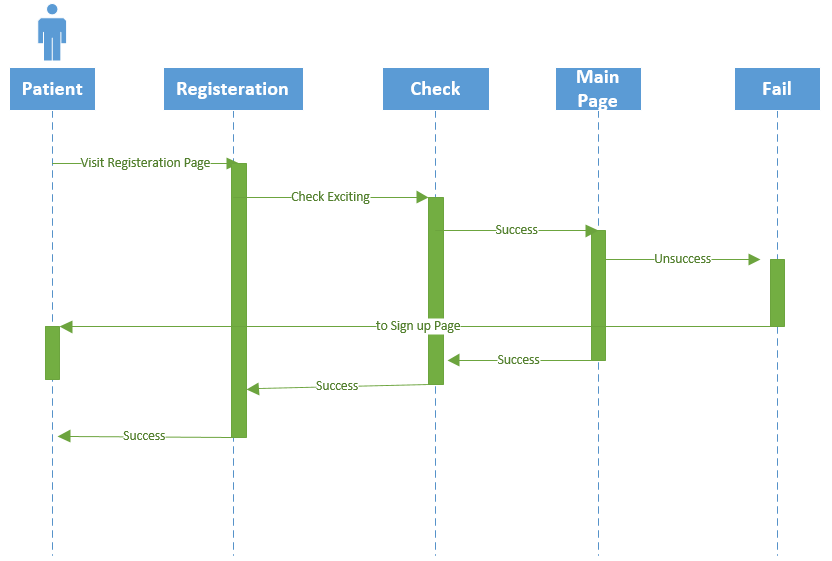 Patient
Registeration
Check
Main
Page
Fail
Visit Registeration Page
Check Exciting
Success
Unsuccess
to Sign up Page
Success
Success
Success